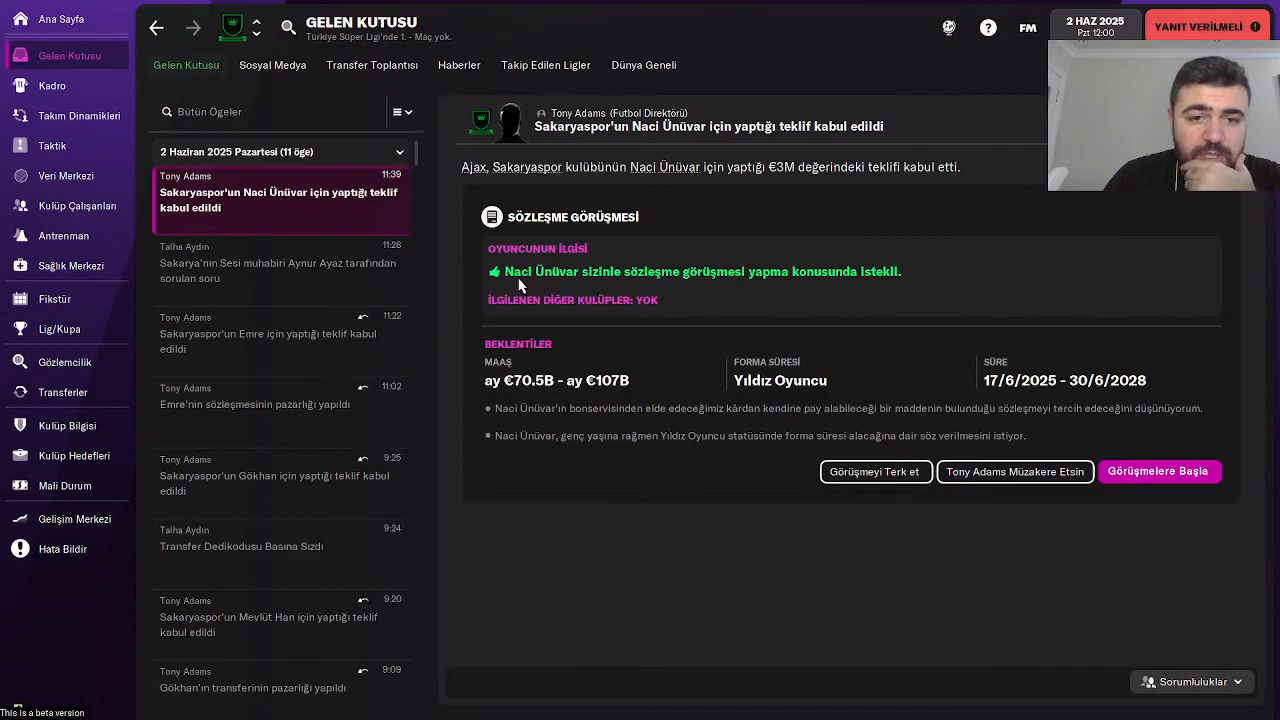 Ana Sayfa
Gelen Kutusu
Kadro
Takım Dinamikleri
Taktik
Veri Merkezi
Kulüp Çalışanları
Antrenman
Sağlık Merkezi
Fikstür
Lig/Kupa
Gözlemcilik
Transferler
Kulüp Bilgisi
Kulüp Hedefleri
Mali Durum
Gelişim Merkezi
Hata Bildir
This is a beta version
GELEN KUTUSU
Türkiye Süper Ligi'nde 1. - Maç yok.
FM
2 HAZ 2025
Pzt 12:00
YANIT VERİLMELİ
Gelen Kutusu
Sosyal Medya
Transfer Toplantısı
Haberler
Takip Edilen Ligler
Dünya Geneli
Bütün Ögeler
2 Haziran 2025 Pazartesi (11 öge)
Tony Adams 11:39
Sakaryaspor'un Naci Ünüvar için yaptığı teklif
kabul edildi
Talha Aydın 11:28
Sakarya'nın Sesi muhabiri Aynur Ayaz tarafından
sorulan soru
Tony Adams 11:22
Sakaryaspor'un Emre için yaptığı teklif kabul
edildi
Tony Adams 11:02
Emre'nin sözleşmesinin pazarlığı yapıldı
Tony Adams 9:25
Sakaryaspor'un Gökhan için yaptığı teklif kabul
edildi
Talha Aydın 9:24
Transfer Dedikodusu Basına Sızdı
Tony Adams 9:20
Sakaryaspor'un Mevlüt Han için yaptığı teklif
kabul edildi
Tony Adams 9:09
Gökhan'ın transferinin pazarlığı yapıldı
Tony Adams (Futbol Direktörü)
Sakaryaspor'un Naci Ünüvar için yaptığı teklif kabul edildi
Ajax, Sakaryaspor kulübünün Naci Ünüvar için yaptığı €3M değerindeki teklifi kabul etti.
SÖZLEŞME GÖRÜŞMESİ
OYUNCUNUN İLGİSİ
Naci Ünüvar sizinle sözleşme görüşmesi yapma konusunda istekli.
İLGİLENEN DİĞER KULÜPLER: YOK
BEKLENTİLER
MAAŞ
ay €70.5B - ay €107B
FORMA SÜRESİ
Yıldız Oyuncu
SÜRE
17/6/2025 - 30/6/2028
Naci Ünüvar'ın bonservisinden elde edeceğimiz kârdan kendine pay alabileceği bir maddenin bulunduğu sözleşmeyi tercih edeceğini düşünüyorum.
Naci Ünüvar, genç yaşına rağmen Yıldız Oyuncu statüsünde forma süresi alacağına dair söz verilmesini istiyor.
Görüşmeyi Terk et
Tony Adams Müzakere Etsin
Görüşmelere Başla
Sorumluluklar